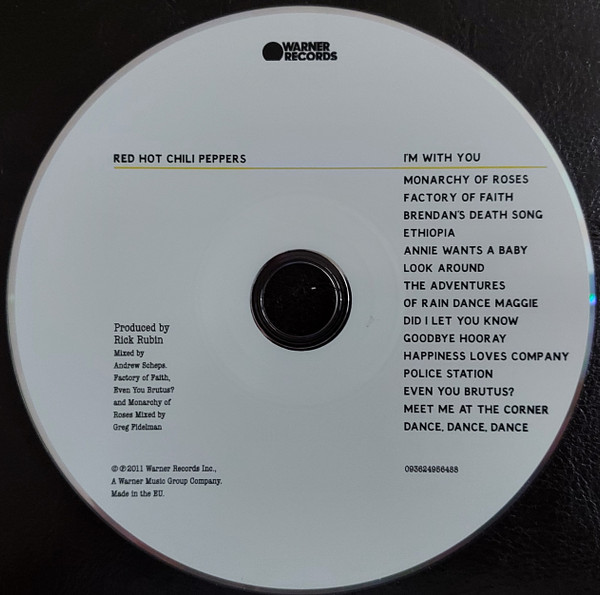 WARNER
RECORDS
RED HOT CHILI PEPPERS
I'M WITH YOU
MONARCHY OF ROSES
FACTORY OF FAITH
BRENDAN'S DEATH SONG
ETHIOPIA
ANNIE WANTS A BABY
LOOK AROUND
THE ADVENTURES
OF RAIN DANCE MAGGIE
DID I LET YOU KNOW
GOODBYE HOORAY
HAPPINESS LOVES COMPANY
POLICE STATION
EVEN YOU BRUTUS?
MEET ME AT THE CORNER
DANCE, DANCE, DANCE
Produced by
Rick Rubin
Mixed by
Andrew Scheps.
Factory of Faith,
Even You Brutus?
and Monarchy of
Roses Mixed by
Greg Fidelman
© ℗ 2011 Warner Records Inc.,
A Warner Music Group Company.
Made in the EU.
093624956488